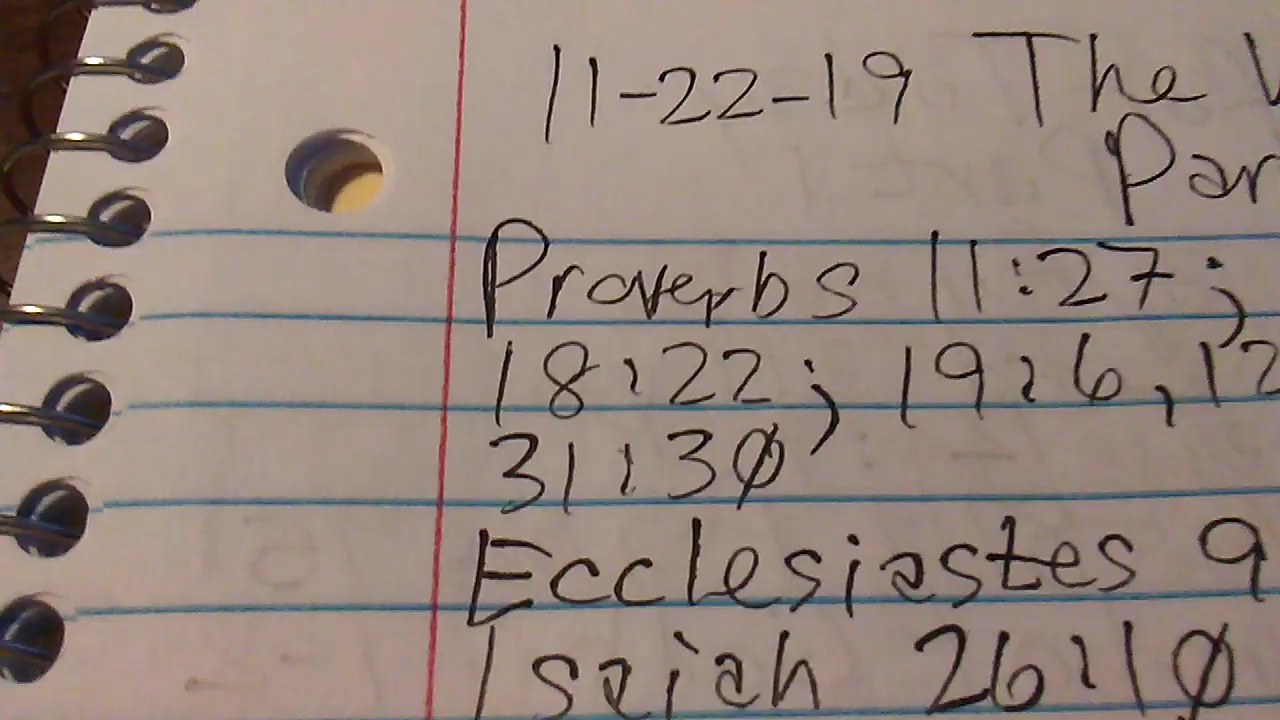 11-22-19 The
Proverbs 11:27;
18:22; 19:6, 12
31:30
Ecclesiastes 9
Isaiah 26:10